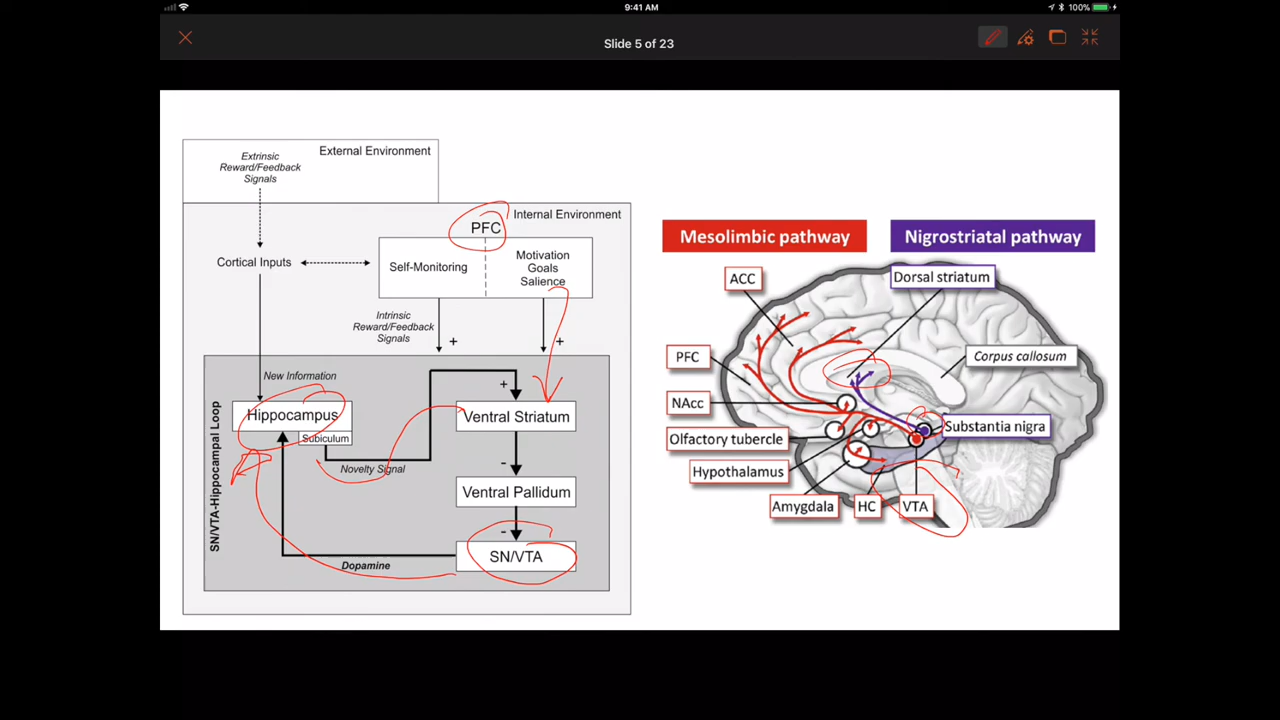 9:41 AM
100%
Slide 5 of 23
External Environment
Extrinsic
Reward/Feedback
Signals
Internal Environment
PFC
Cortical Inputs
Self-Monitoring
Motivation
Goals
Salience
Intrinsic
Reward/Feedback
Signals
+
+
SN/VTA-Hippocampal Loop
New Information
Hippocampus
Subiculum
Novelty Signal
+
Ventral Striatum
-
Ventral Pallidum
-
SN/VTA
Dopamine
Mesolimbic pathway
Nigrostriatal pathway
ACC
Dorsal striatum
PFC
Corpus callosum
NAcc
Substantia nigra
Olfactory tubercle
Hypothalamus
Amygdala
HC
VTA